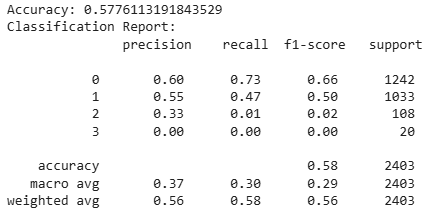 Accuracy: 0.5776113191843529
Classification Report:
precision recall f1-score support
0 0.60 0.73 0.66 1242
1 0.55 0.47 0.50 1033
2 0.33 0.01 0.02 108
3 0.00 0.00 0.00 20
accuracy 0.58 2403
macro avg 0.37 0.30 0.29 2403
weighted avg 0.56 0.58 0.56 2403